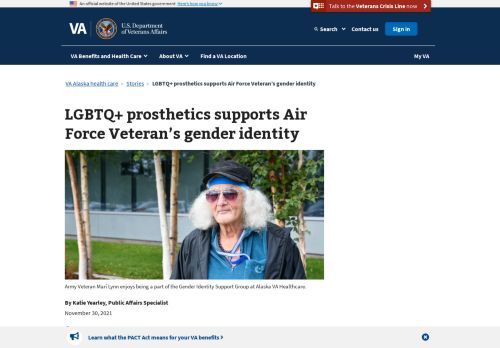 An official website of the United States government Here's how you know
Talk to the Veterans Crisis Line now
VA
U.S. Department
of Veterans Affairs
Search
Contact us
Sign in
VA Benefits and Health Care
About VA
Find a VA Location
My VA
VA Alaska health care
Stories
LGBTQ+ prosthetics supports Air Force Veteran's gender identity
LGBTQ+ prosthetics supports Air
Force Veteran's gender identity
Army Veteran Mari Lynn enjoys being a part of the Gender Identity Support Group at Alaska VA Healthcare.
By Katie Yearley, Public Affairs Specialist
November 30, 2021
Learn what the PACT Act means for your VA benefits